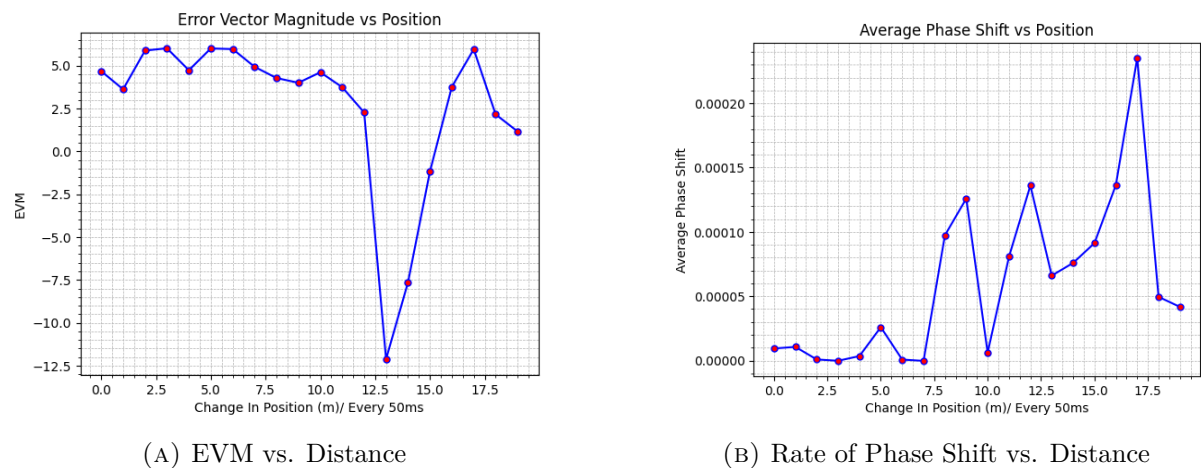 Error Vector Magnitude vs Position
5.0
2.5
0.0
−2.5
−5.0
−7.5
−10.0
−12.5
EVM
0.0 2.5 5.0 7.5 10.0 12.5 15.0 17.5
Change In Position (m)/ Every 50ms
(A) EVM vs. Distance
Average Phase Shift vs Position
0.00020
0.00015
0.00010
0.00005
0.00000
Average Phase Shift
0.0 2.5 5.0 7.5 10.0 12.5 15.0 17.5
Change In Position (m)/ Every 50ms
(B) Rate of Phase Shift vs. Distance